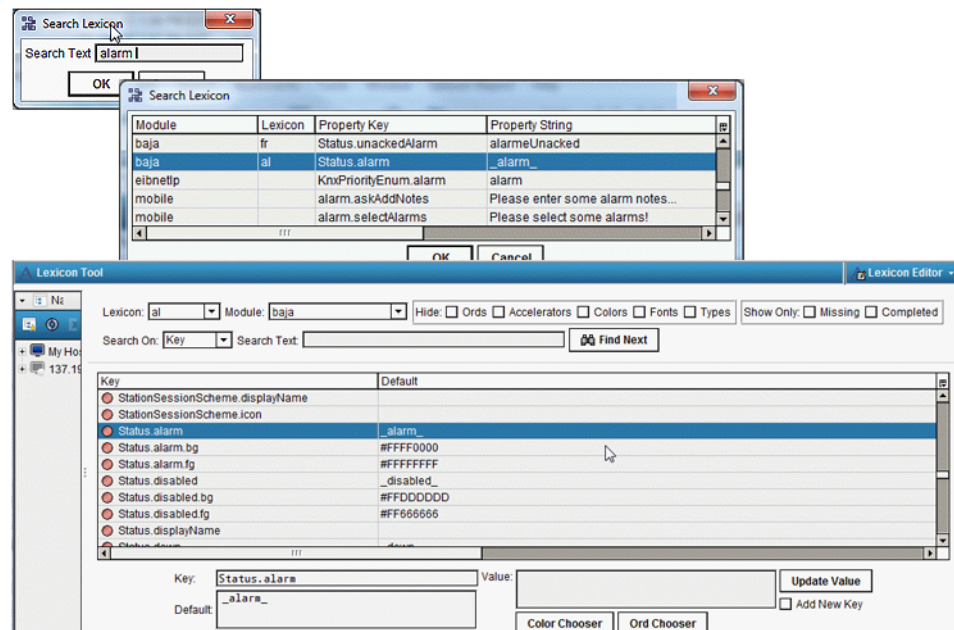 Search Lexicon
Search Text alarm
OK
Search Lexicon
Module Lexicon Property Key Property String
baja fr Status.unackedAlarm alarmeUnacked
baja al Status.alarm _alarm_
eibnetIp KnxPriorityEnum.alarm alarm
mobile alarm.askAddNotes Please enter some alarm notes...
mobile alarm.selectAlarms Please select some alarms!
OK Cancel
Lexicon Tool Lexicon Editor
Na
Lexicon: al Module: baja Hide: Ords Accelerators Colors Fonts Types Show Only: Missing Completed
Search On: Key Search Text: Find Next
My Hos
137.19
Key Default
StationSessionScheme.displayName
StationSessionScheme.icon
Status.alarm _alarm_
Status.alarm.bg #FFFF0000
Status.alarm.fg #FFFFFFFF
Status.disabled _disabled_
Status.disabled.bg #FFDDDDDD
Status.disabled.fg #FF666666
Status.displayName
Status.down _down_
Key: Status.alarm Value: Update Value
Default: _alarm_ Add New Key
Color Chooser Ord Chooser